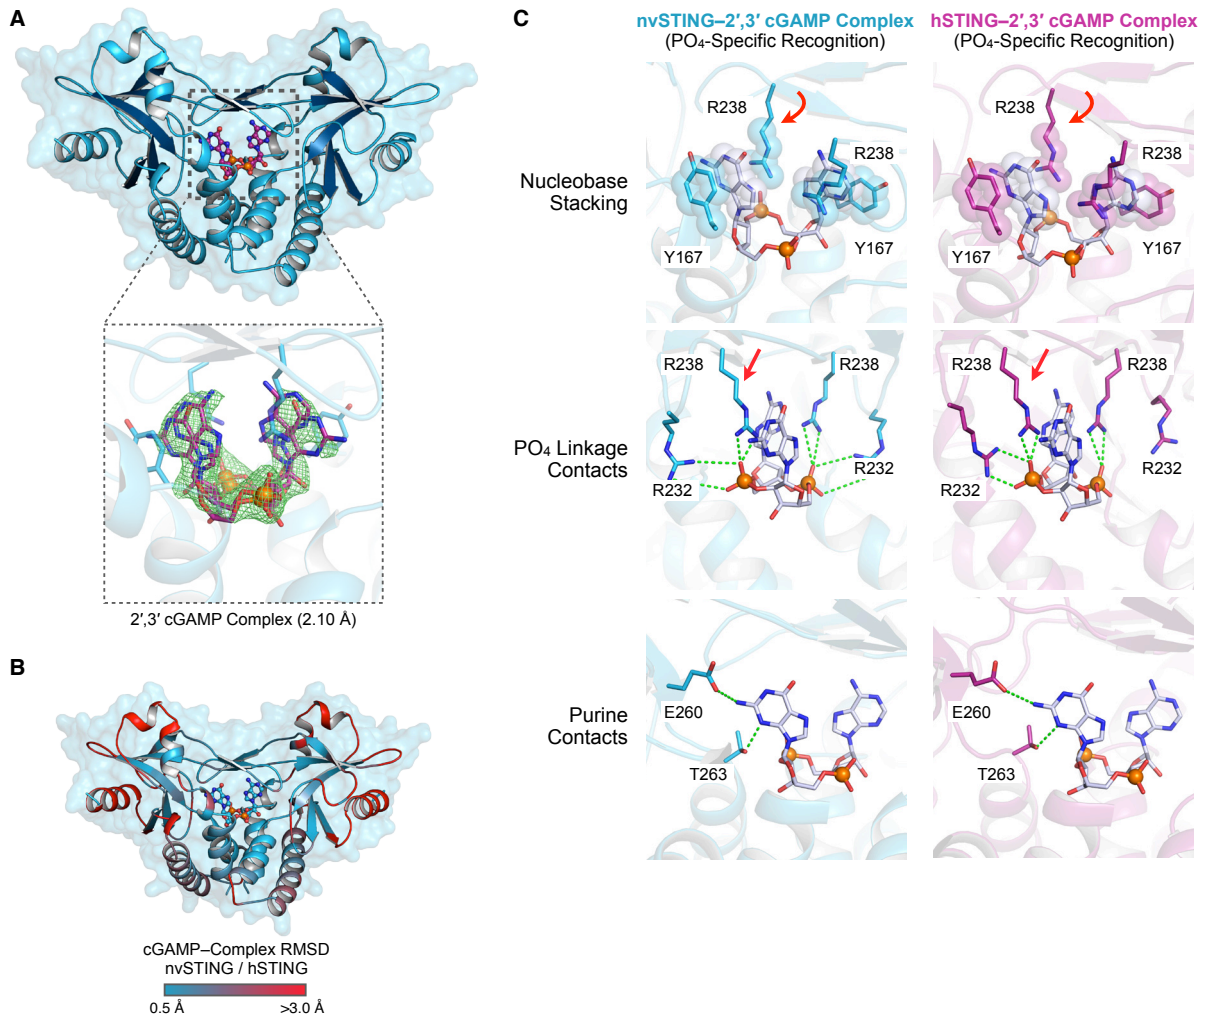 A
2′,3′ cGAMP Complex (2.10 Å)
B
cGAMP–Complex RMSD
nvSTING / hSTING
0.5 Å
>3.0 Å
C
nvSTING–2′,3′ cGAMP Complex
(PO₄-Specific Recognition)
hSTING–2′,3′ cGAMP Complex
(PO₄-Specific Recognition)
Nucleobase
Stacking
R238
R238
Y167
Y167
R238
R238
Y167
Y167
PO₄ Linkage
Contacts
R238
R238
R232
R232
R238
R238
R232
R232
Purine
Contacts
E260
T263
E260
T263